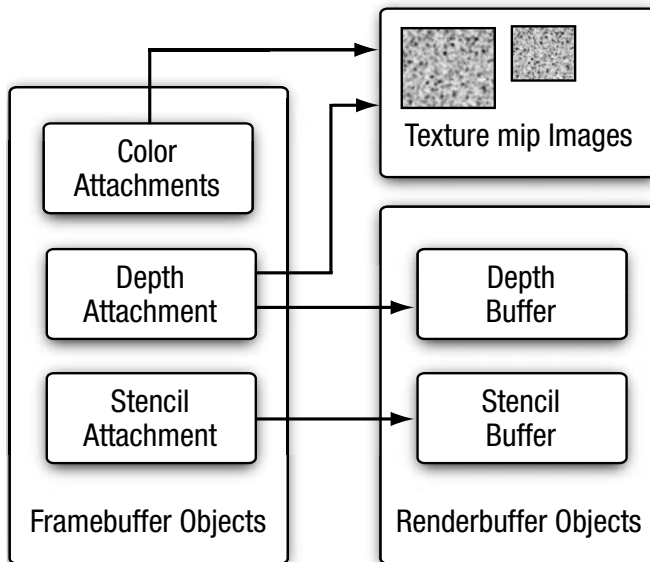 Color
Attachments
Depth
Attachment
Stencil
Attachment
Framebuffer Objects
Texture mip Images
Depth
Buffer
Stencil
Buffer
Renderbuffer Objects